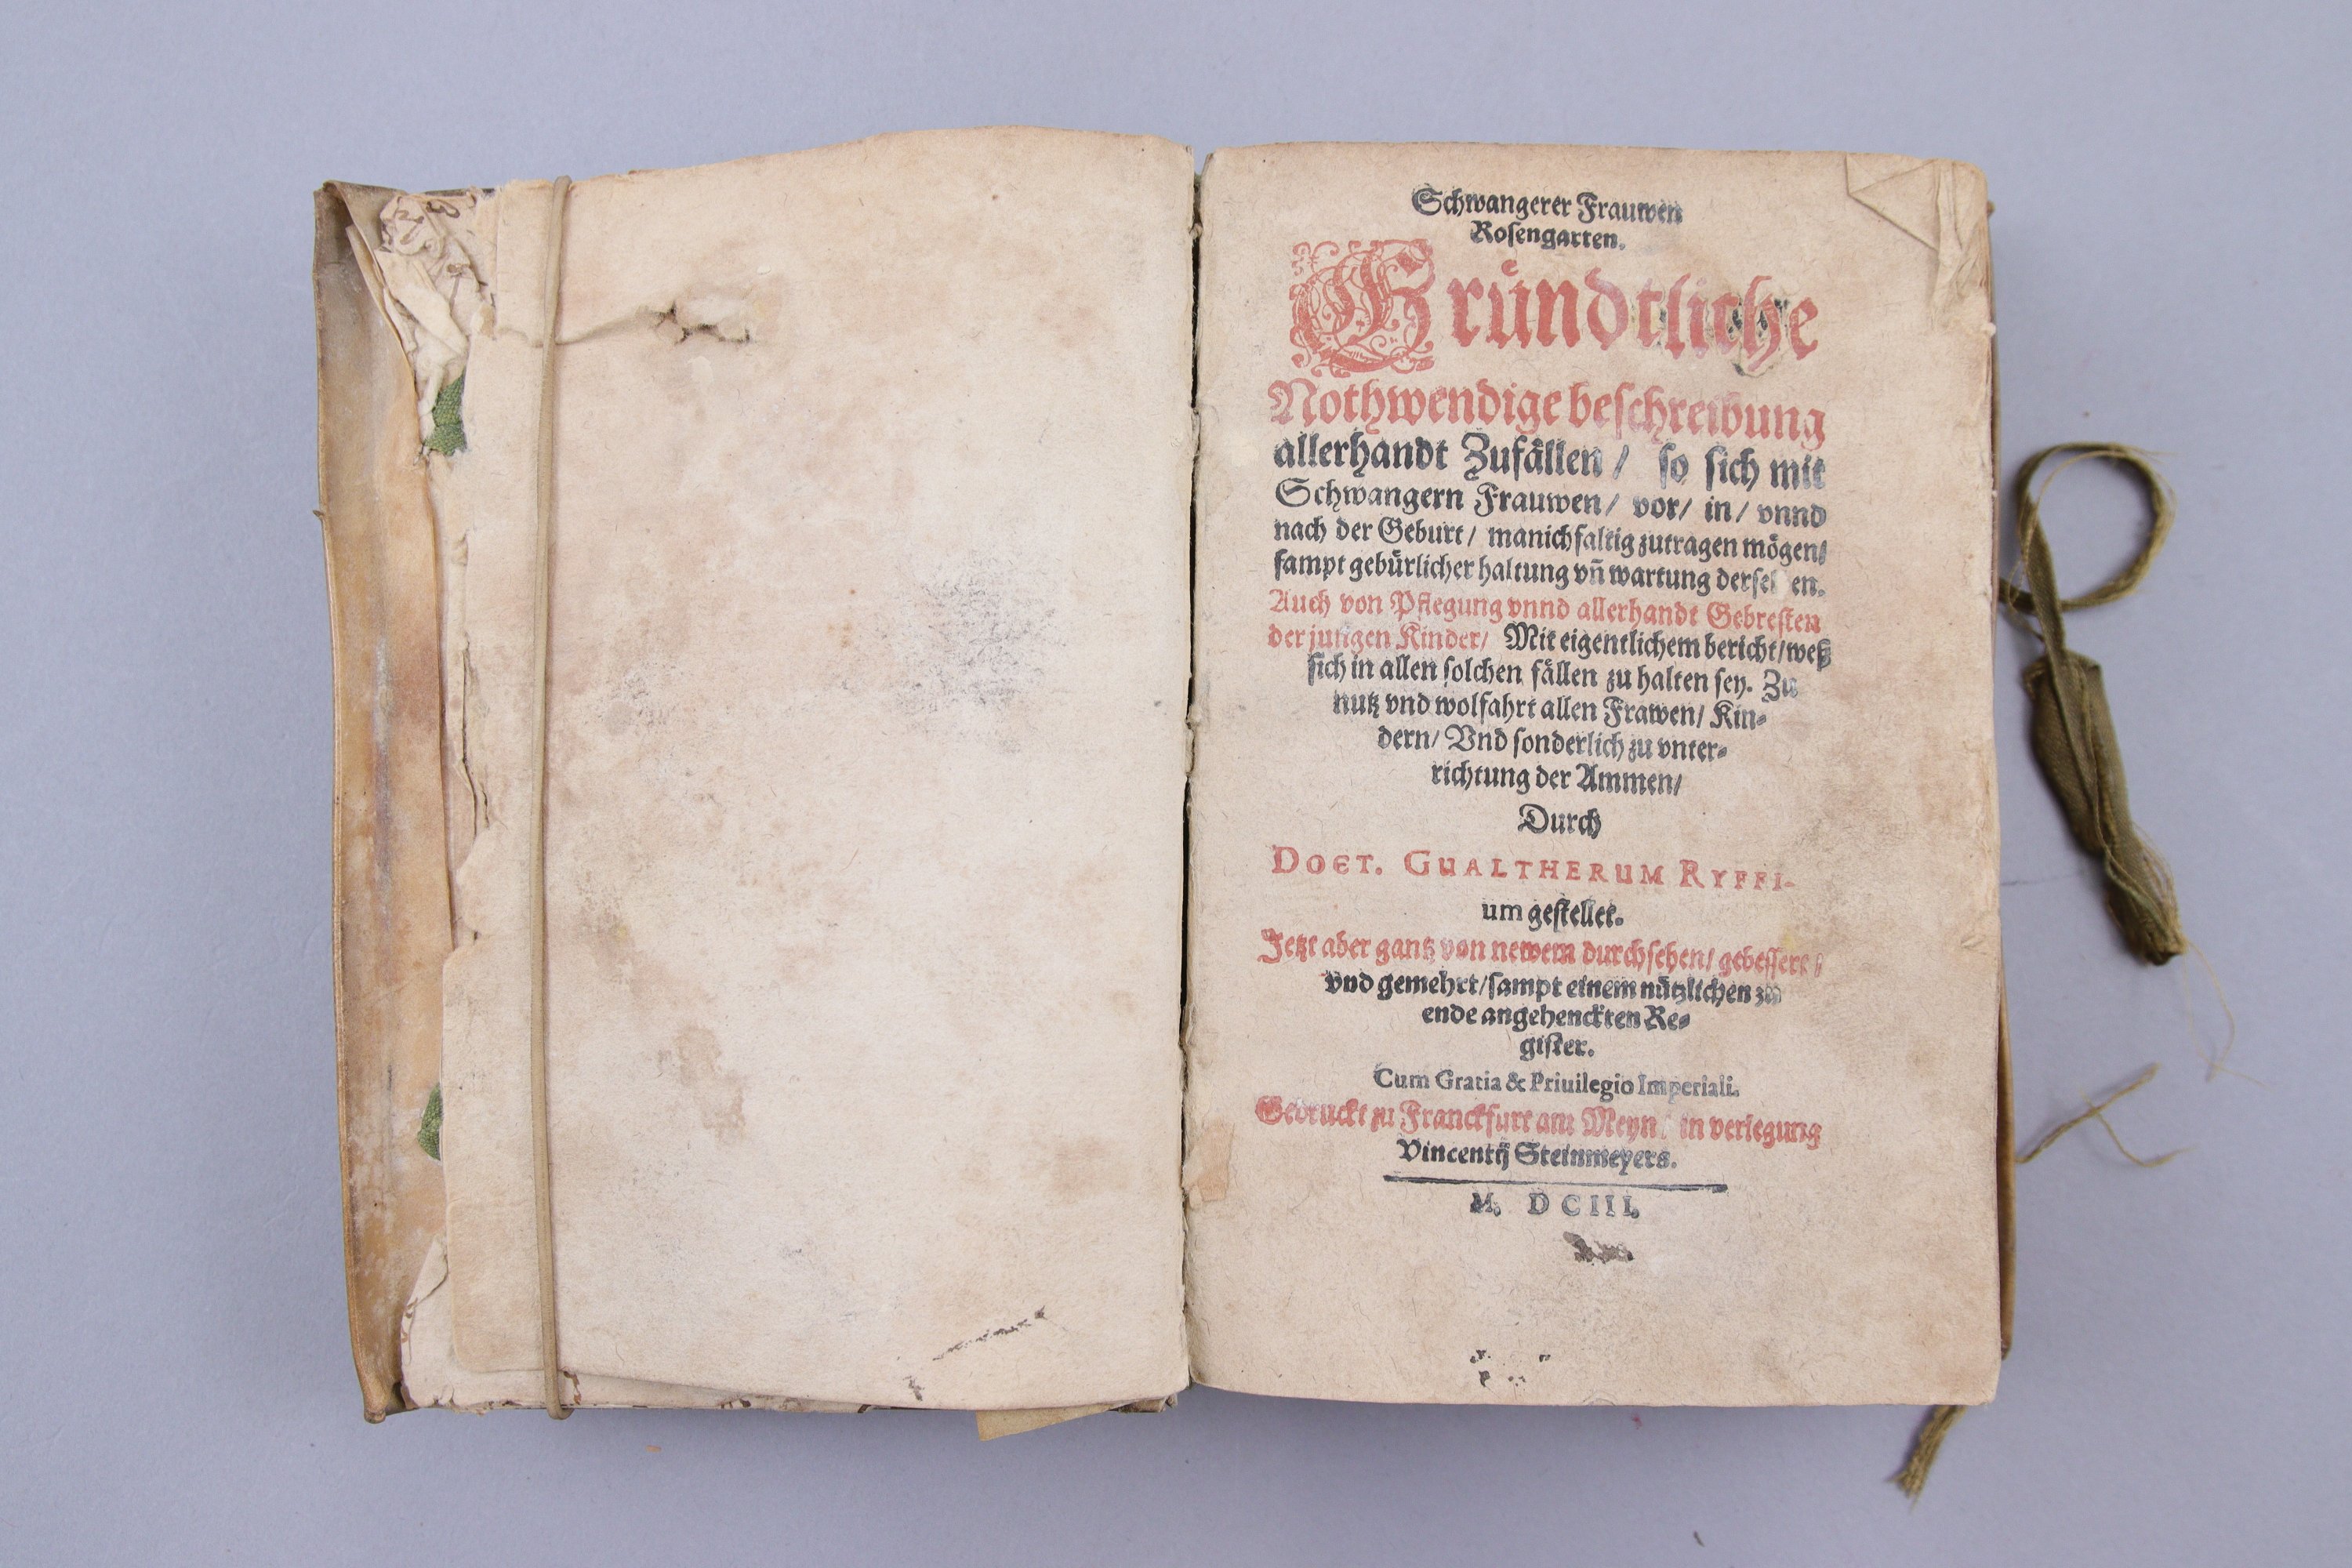 Schwangerer Frauwen
Rosengarten.
Gründtliche
Nothwendige beschreibung
allerhandt Zufällen / so sich mit
Schwangern Frauwen / vor / in / vnnd
nach der Geburt / manichfaltig zutragen mögen /
sampt gebürlicher haltung vñ wartung
Auch von Pflegung vnnd allerhandt Gebresten
der jungen Kinder / Mit eigentlichem bericht / weß
sich in allen solchen fällen zu halten sey. Zu
nutz vnd wolfahrt allen Frawen / Kin-
dern / Vnd sonderlich zu vnter-
richtung der Ammen /
Durch
DOCT. GUALTHERUM RYFFI-
um gestellet.
Jetzt aber gantz von newem durchsehen / gebessert /
vnd gemehrt / sampt einem nützlichen zu
ende angehenckten Re-
gister.
Cum Gratia & Priuilegio Imperiali.
Gedruckt zu Franckfurt am Meyn / in verlegung
Vincentij Steinmeyers.
M. DCIII.